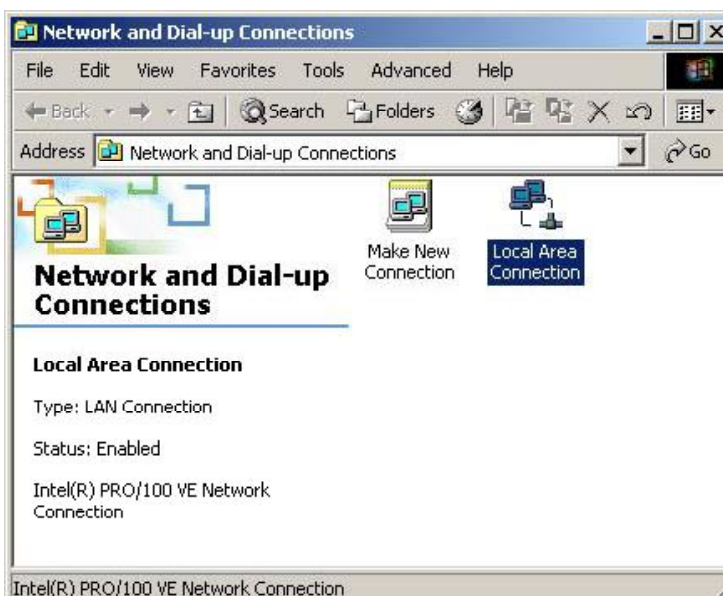 Network and Dial-up Connections
File Edit View Favorites Tools Advanced Help
Back Search Folders
Address Network and Dial-up Connections Go
Make New
Connection
Local Area
Connection
Network and Dial-up
Connections
Local Area Connection
Type: LAN Connection
Status: Enabled
Intel(R) PRO/100 VE Network
Connection
Intel(R) PRO/100 VE Network Connection